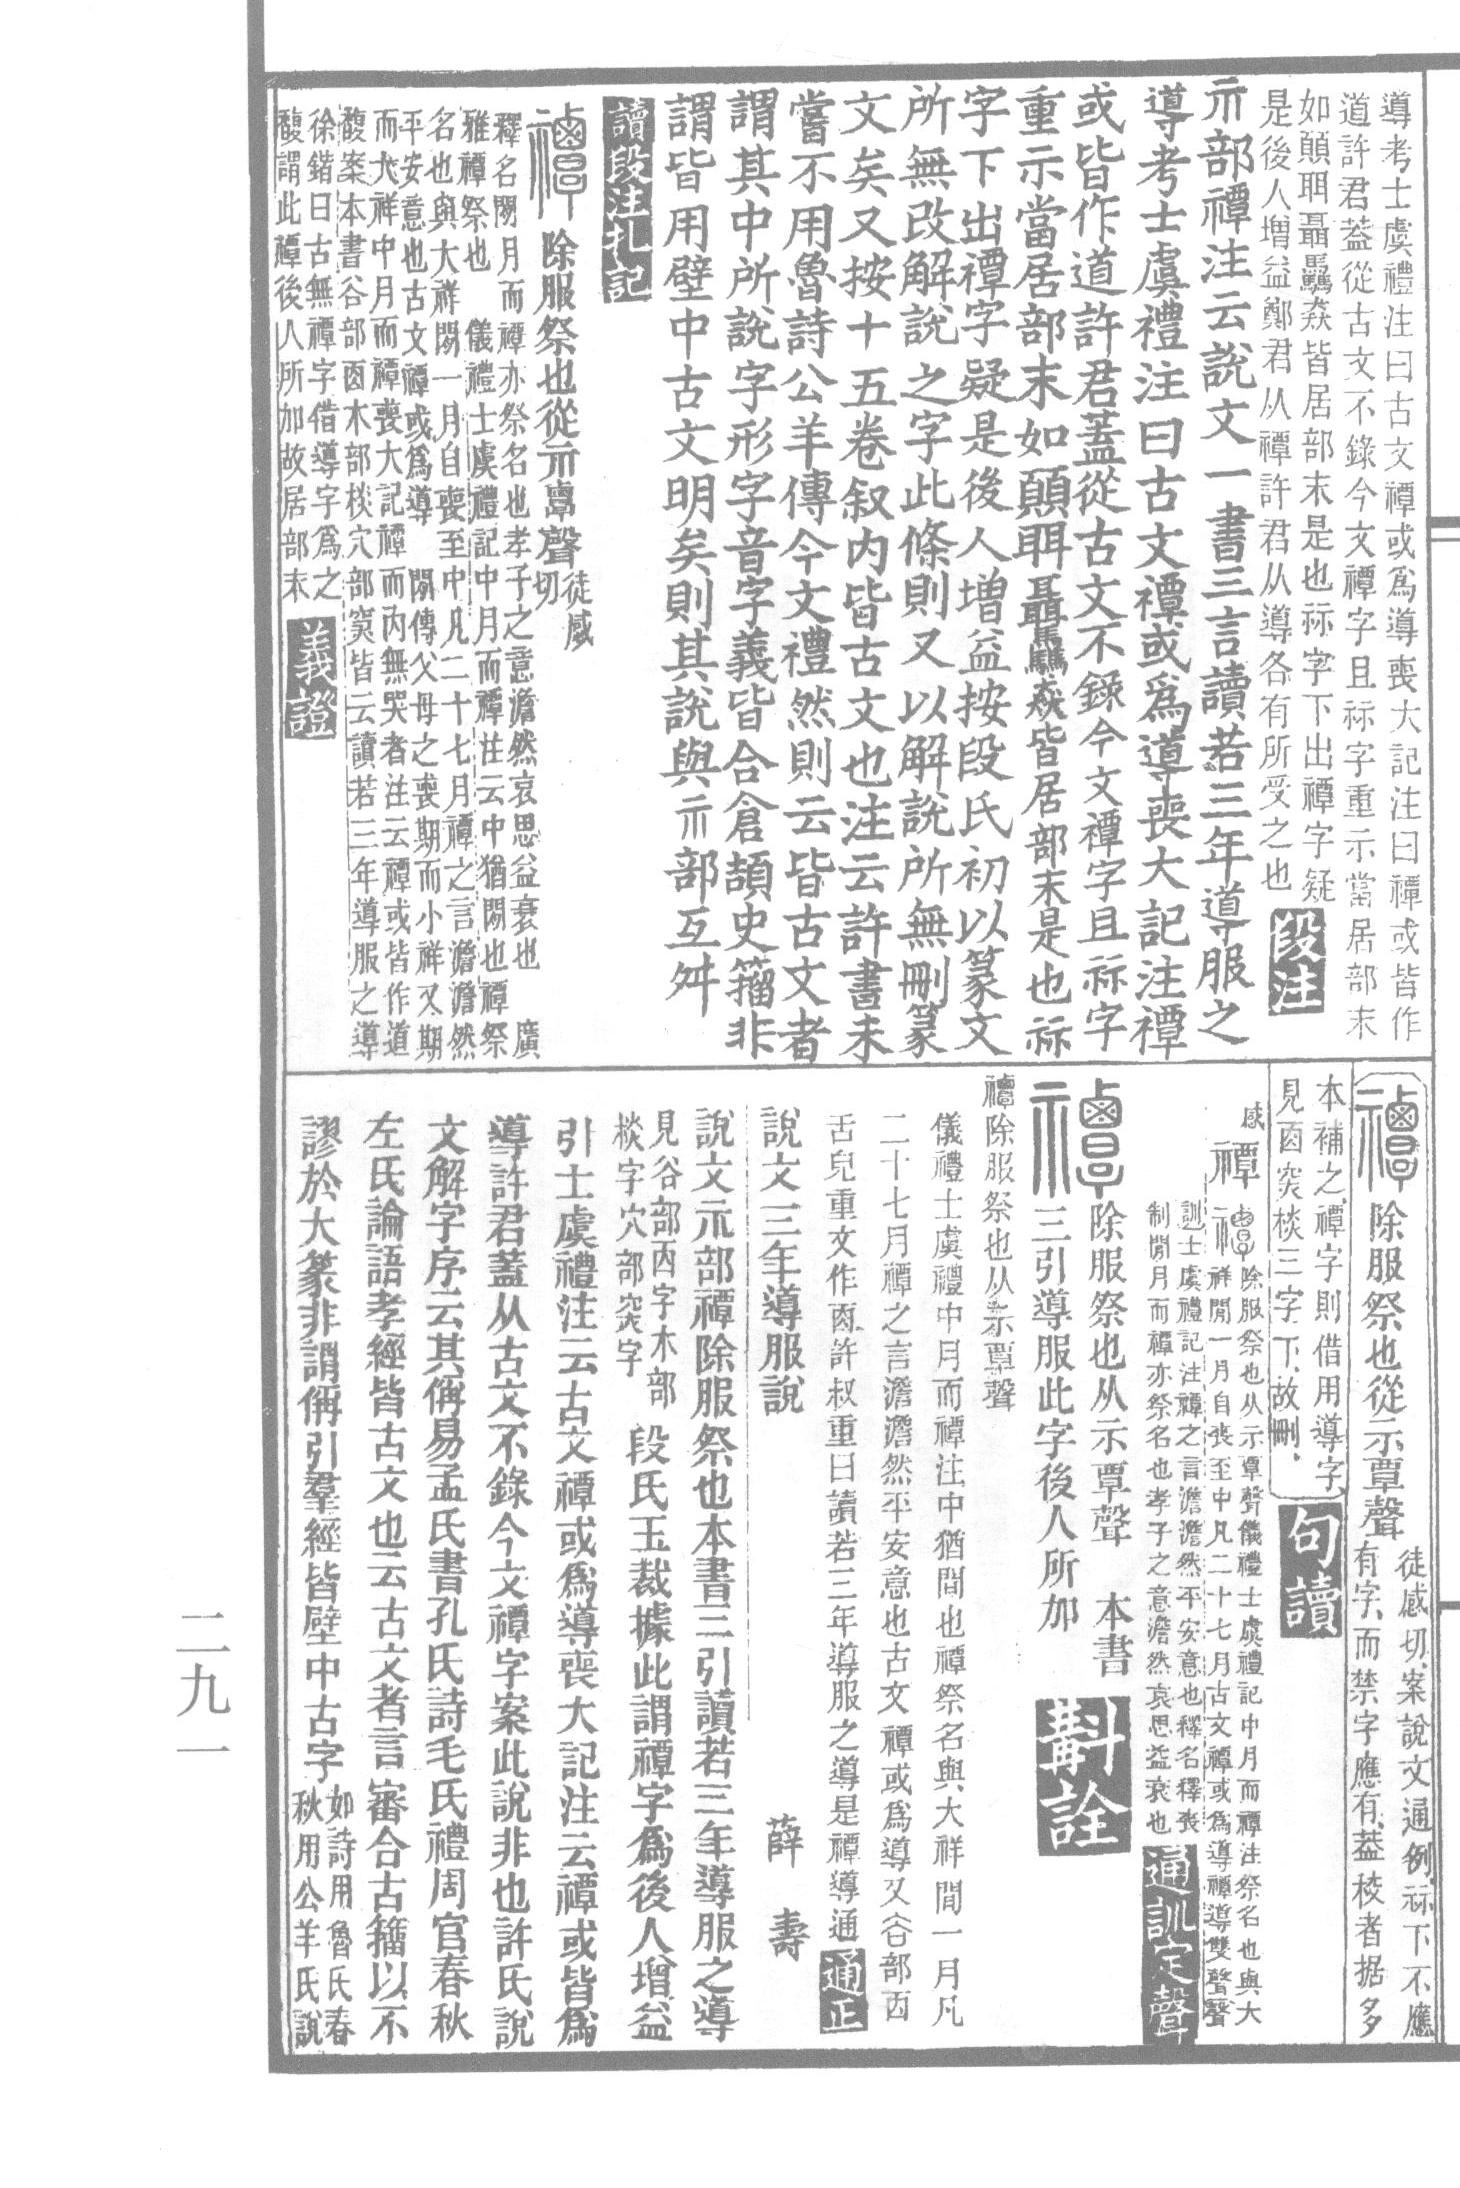 導考士虞禮注曰古文禫或爲導喪大記注曰禫或皆作
道許君蓋從古文不錄今文禫字且祘字重示當居部末
如顛聑聶驫猋皆居部末是也祘字下出禫字疑
是後人增益鄭君从禫許君从導各有所受之也
段注
示部禫注云說文一書三言讀若三年導服之
導考士虞禮注曰古文禫或爲導喪大記注禫
或皆作道許君蓋從古文不錄今文禫字且祘字
重示當居部末如顛聑聶驫猋皆居部末是也祘
字下出禫字疑是後人增益按段氏初以篆文
所無改解說之字此條則又以解說所無刪篆
文矣又按十五卷叙內皆古文也注云許書未
嘗不用魯詩公羊傳今文禮然則云皆古文者
謂其中所說字形字音字義皆合倉頡史籀非
謂皆用壁中古文明矣則其說與示部互舛
讀段注札記
禫
除服祭也從示覃聲
徒感
切
釋名閒月而禫亦祭名也孝子之意澹然哀思益衰也 廣
雅禫祭也 儀禮士虞禮記中月而禫注云中猶閒也禫祭
名也與大祥閒一月自喪至中凡二十七月禫之言澹澹然
平安意也古文禫或爲導 閒傳父母之喪期而小祥又期
而大祥中月而禫喪大記禫而內無哭者注云禫或皆作道
馥案本書谷部㐁木部棪穴部突皆云讀若三年導服之導
徐鍇曰古無禫字借導字爲之
馥謂此禫後人所加故居部末
義證
禫
除服祭也從示覃聲
徒感切案說文通例祘下不應
有字而禁字應有蓋校者据多
本補之禫字則借用導字
見㐁突棪三字下故刪
句讀
感
禫
禫
除服祭也从示覃聲儀禮士虞禮記中月而禫注祭名也與大
祥閒一月自喪至中凡二十七月古文禫或爲導禫導雙聲聲
訓士虞禮記注禫之言澹澹然平安意也釋名釋喪
制閒月而禫亦祭名也孝子之意澹然哀思益衰也
通訓定聲
禫
除服祭也从示覃聲 本書
三引導服此字後人所加
斠詮
禫除服祭也从示覃聲
儀禮士虞禮中月而禫注中猶間也禫祭名與大祥間一月凡
二十七月禫之言澹澹然平安意也古文禫或爲導又谷部㐁
舌皃重文作㐁許叔重曰讀若三年導服之導是禫導通
通正
說文三年導服說
薛壽
說文示部禫除服祭也本書三引讀若三年導服之導
見谷部㐁字木部
棪字穴部突字
段氏玉裁據此謂禫字爲後人增益
引士虞禮注云古文禫或爲導喪大記注云禫或皆爲
導許君蓋从古文不錄今文禫字案此說非也許氏說
文解字序云其偁易孟氏書孔氏詩毛氏禮周官春秋
左氏論語孝經皆古文也云古文者言審合古籀以不
謬於大篆非謂偁引羣經皆壁中古字
如詩用魯氏春
秋用公羊氏說
二九一